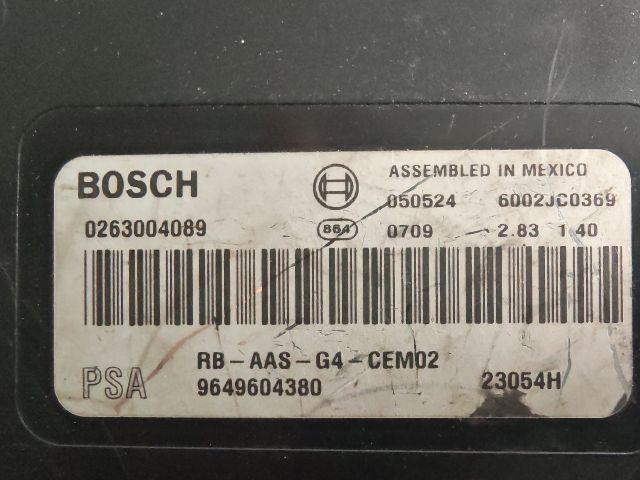 BOSCH
ASSEMBLED IN MEXICO
050524 6002JC0369
0263004089
864
0709 2.83 1.40
RB-AAS-G4-CEM02
PSA
9649604380
23054H